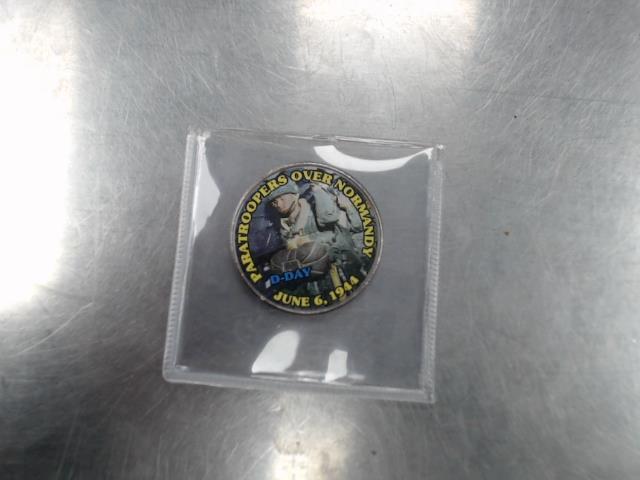 PARATROOPERS OVER NORMANDY
D-DAY
JUNE 6, 1944